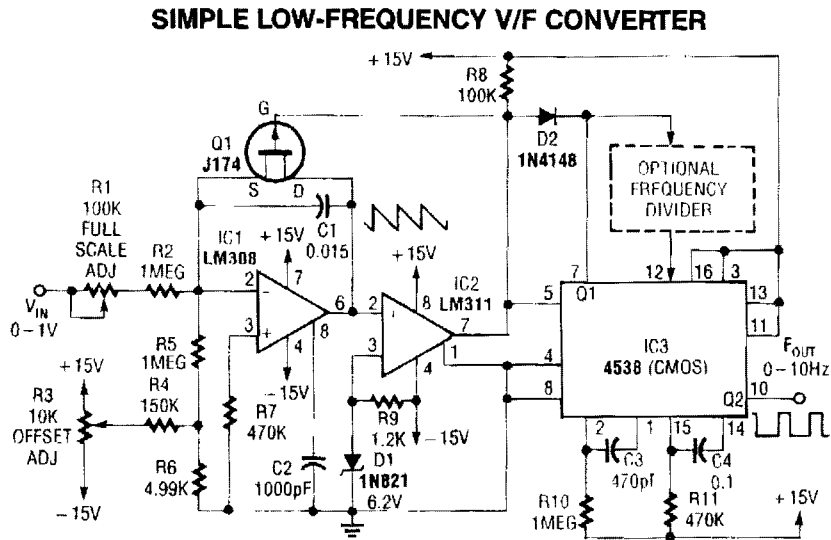 SIMPLE LOW-FREQUENCY V/F CONVERTER
+15V
R8
100K
G
Q1
J174
S
D
D2
1N4148
OPTIONAL
FREQUENCY
DIVIDER
R1
100K
FULL
SCALE
ADJ
R2
1MEG
C1
0.015
IC1
LM308
+15V
7
2
-
3
+
6
8
4
-15V
+15V
IC2
LM311
8
2
+
3
7
1
4
-15V
VIN
0-1V
R5
1MEG
+15V
R3
10K
OFFSET
ADJ
-15V
R4
150K
R6
4.99K
R7
470K
C2
1000pF
R9
1.2K
D1
1N821
6.2V
7
12
16
3
5
Q1
13
11
IC3
4538 (CMOS)
4
8
Q2
10
FOUT
0-10Hz
2
1
15
14
C3
470pF
C4
0.1
R10
1MEG
R11
470K
+15V